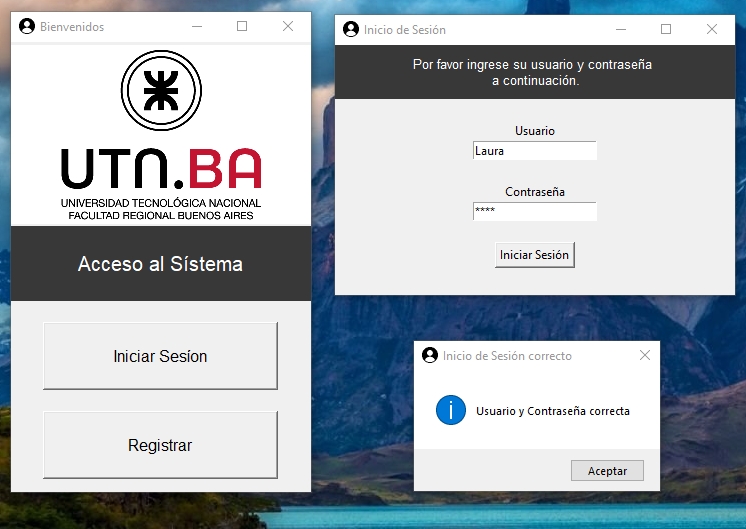 Bienvenidos
UTN.BA
UNIVERSIDAD TECNOLÓGICA NACIONAL
FACULTAD REGIONAL BUENOS AIRES
Acceso al Sístema
Iniciar Sesíon
Registrar
Inicio de Sesión
Por favor ingrese su usuario y contraseña
a continuación.
Usuario
Laura
Contraseña
****
Iniciar Sesión
Inicio de Sesión correcto
Usuario y Contraseña correcta
Aceptar